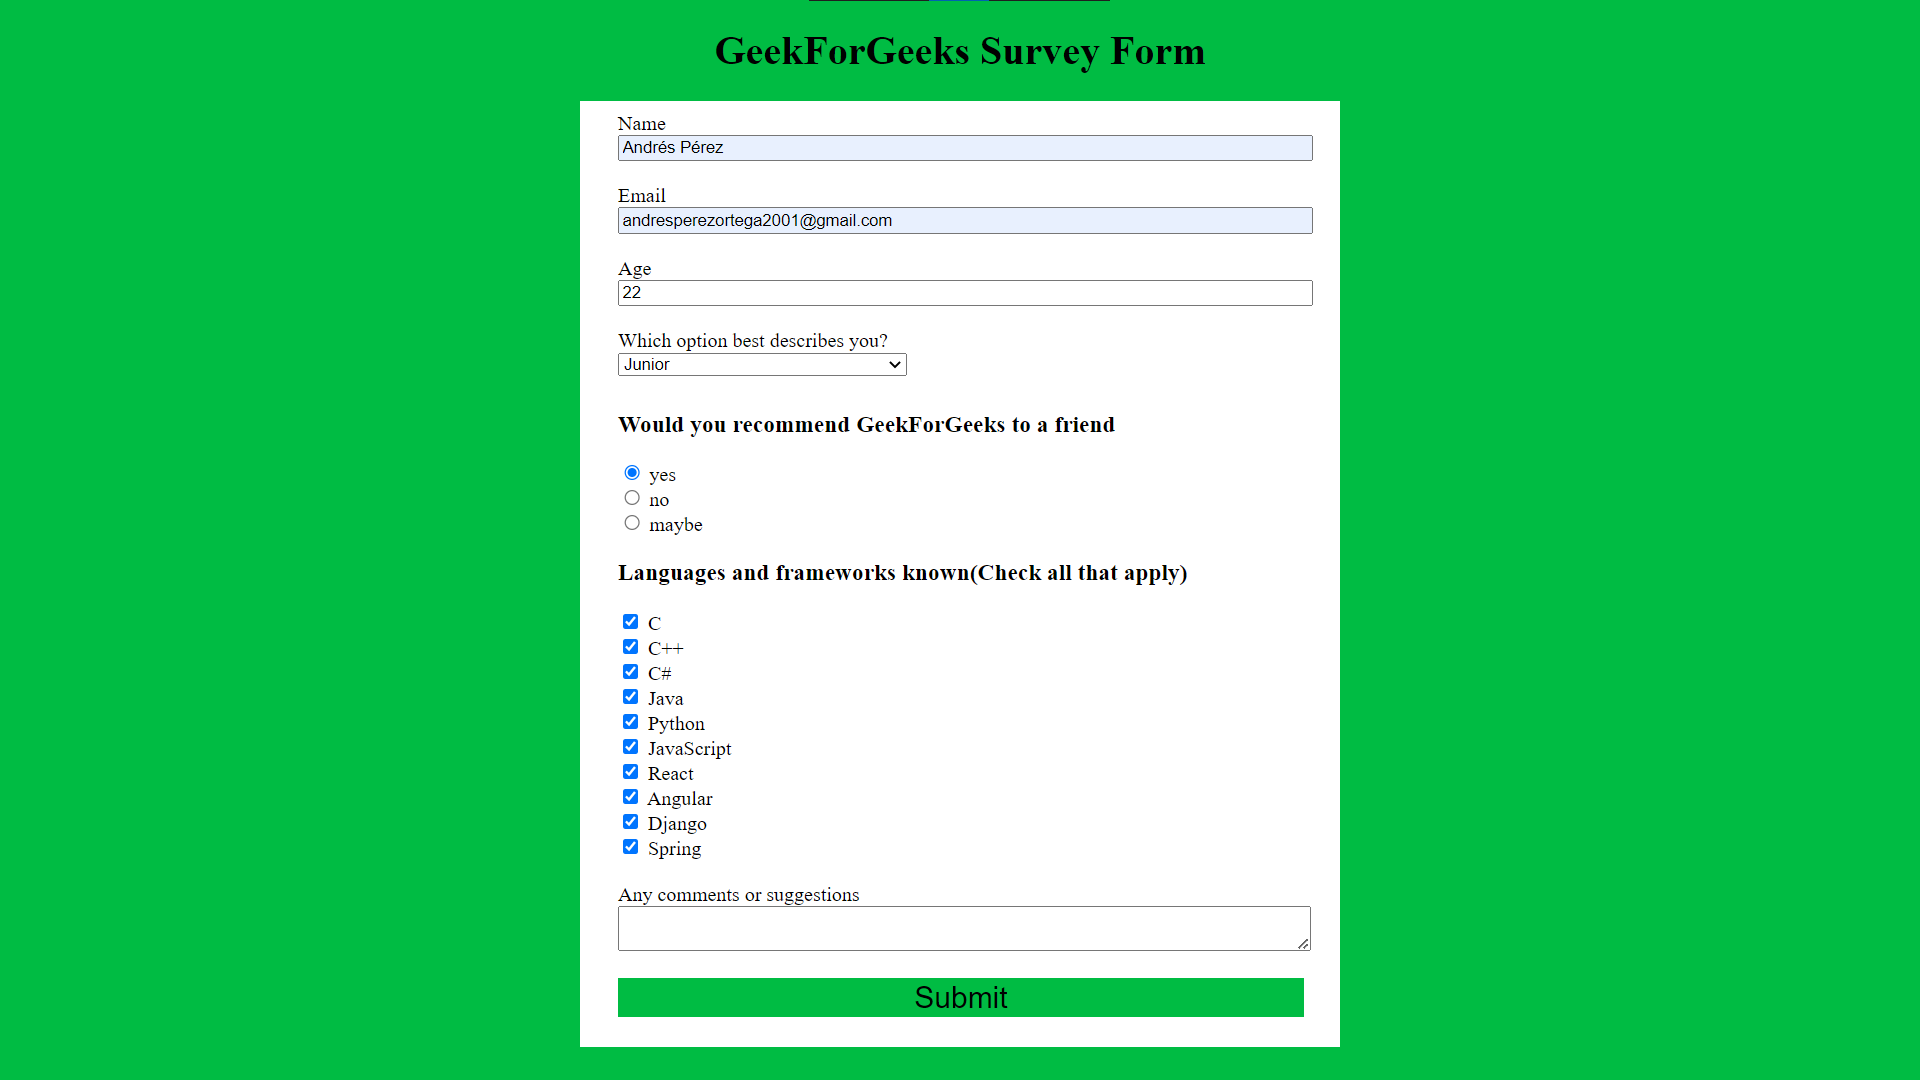 GeekForGeeks Survey Form
Name
Andrés Pérez
Email
andresperezortega2001@gmail.com
Age
22
Which option best describes you?
Junior
Would you recommend GeekForGeeks to a friend
yes
no
maybe
Languages and frameworks known(Check all that apply)
C
C++
C#
Java
Python
JavaScript
React
Angular
Django
Spring
Any comments or suggestions
Submit